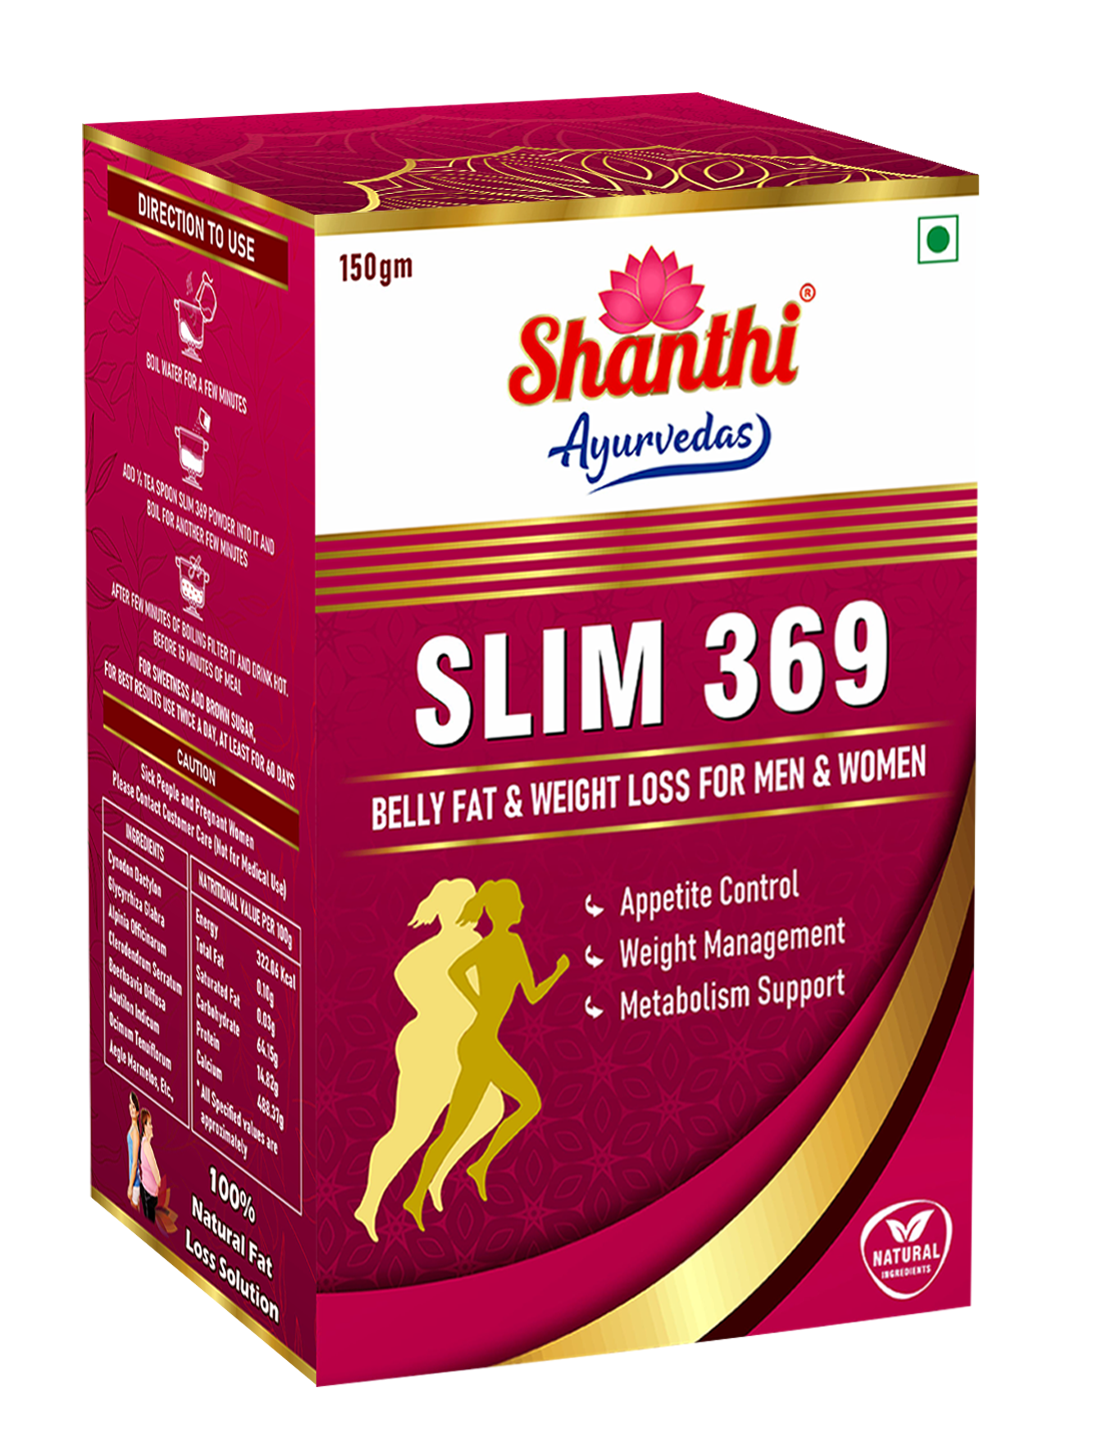 150gm
Shanthi®
Ayurvedas
SLIM 369
BELLY FAT & WEIGHT LOSS FOR MEN & WOMEN
Appetite Control
Weight Management
Metabolism Support
NATURAL
INGREDIENTS
DIRECTION TO USE
BOIL WATER FOR A FEW MINUTES
ADD ½ TEA SPOON SLIM 369 POWDER INTO IT AND
BOIL FOR ANOTHER FEW MINUTES
AFTER FEW MINUTES OF BOILING FILTER IT AND DRINK HOT.
BEFORE 15 MINUTES OF MEAL
FOR SWEETNESS ADD BROWN SUGAR,
FOR BEST RESULTS USE TWICE A DAY, AT LEAST FOR 60 DAYS
CAUTION
Sick People and Pregnant Women
Please Contact Customer Care (Not for Medical Use)
INGREDIENTS
Cynodon Dactylon
Glycyrrhiza Glabra
Alpinia Officinarum
Clerodendrum Serratum
Boerhaavia Diffusa
Abutilon Indicum
Ocimum Tenuiflorum
Aegle Marmelos, Etc.,
NATRITIONAL VALUE PER 100g
Energy 322.06 Kcal
Total Fat 0.10g
Saturated Fat 0.03g
Carbohydrate 64.15g
Protein 14.82g
Calcium 488.37g
*All Specified values are
approximately
100%
Natural Fat
Loss Solution